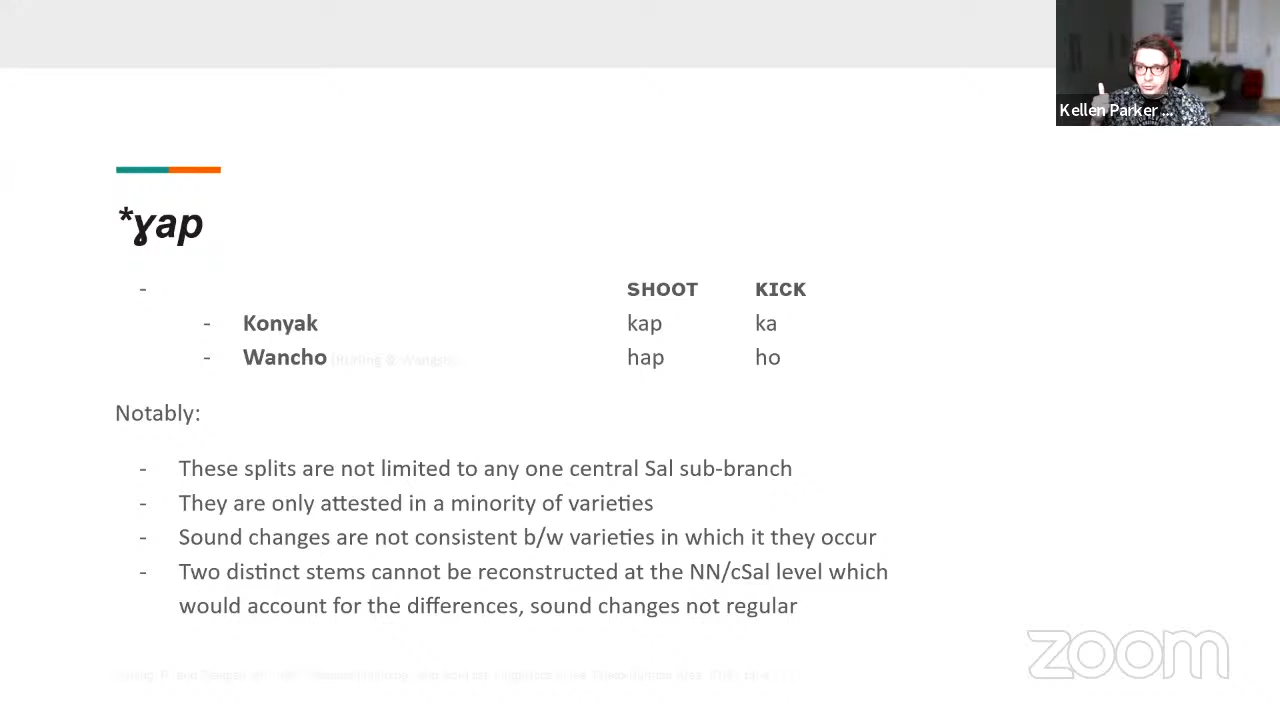 Kellen Parker ...
*ɣap
- SHOOT KICK
- Konyak kap ka
- Wancho hap ho
Notably:
- These splits are not limited to any one central Sal sub-branch
- They are only attested in a minority of varieties
- Sound changes are not consistent b/w varieties in which it they occur
- Two distinct stems cannot be reconstructed at the NN/cSal level which
would account for the differences, sound changes not regular
zoom